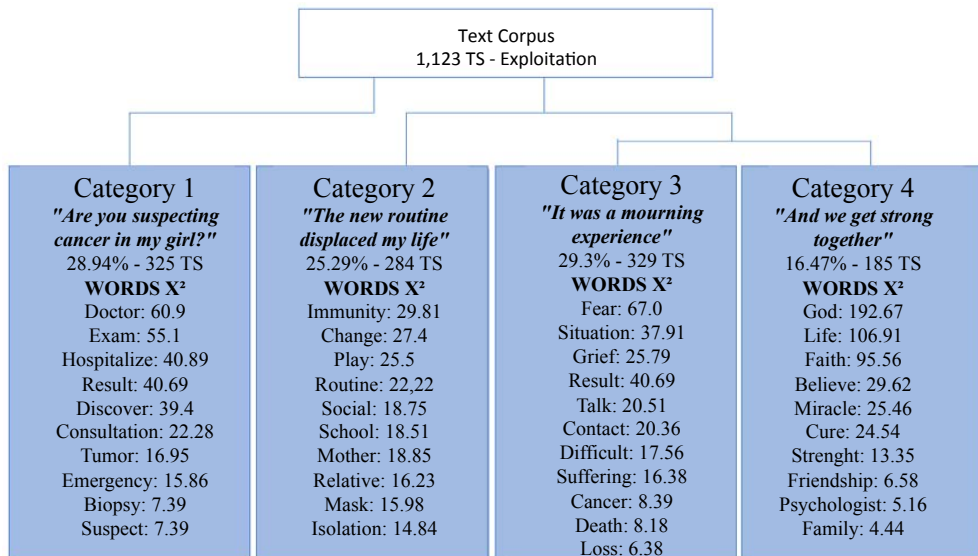 Text Corpus
1,123 TS - Exploitation
Category 1
"Are you suspecting
cancer in my girl?"
28.94% - 325 TS
WORDS X²
Doctor: 60.9
Exam: 55.1
Hospitalize: 40.89
Result: 40.69
Discover: 39.4
Consultation: 22.28
Tumor: 16.95
Emergency: 15.86
Biopsy: 7.39
Suspect: 7.39
Category 2
"The new routine
displaced my life"
25.29% - 284 TS
WORDS X²
Immunity: 29.81
Change: 27.4
Play: 25.5
Routine: 22,22
Social: 18.75
School: 18.51
Mother: 18.85
Relative: 16.23
Mask: 15.98
Isolation: 14.84
Category 3
"It was a mourning
experience"
29.3% - 329 TS
WORDS X²
Fear: 67.0
Situation: 37.91
Grief: 25.79
Result: 40.69
Talk: 20.51
Contact: 20.36
Difficult: 17.56
Suffering: 16.38
Cancer: 8.39
Death: 8.18
Loss: 6.38
Category 4
"And we get strong
together"
16.47% - 185 TS
WORDS X²
God: 192.67
Life: 106.91
Faith: 95.56
Believe: 29.62
Miracle: 25.46
Cure: 24.54
Strenght: 13.35
Friendship: 6.58
Psychologist: 5.16
Family: 4.44